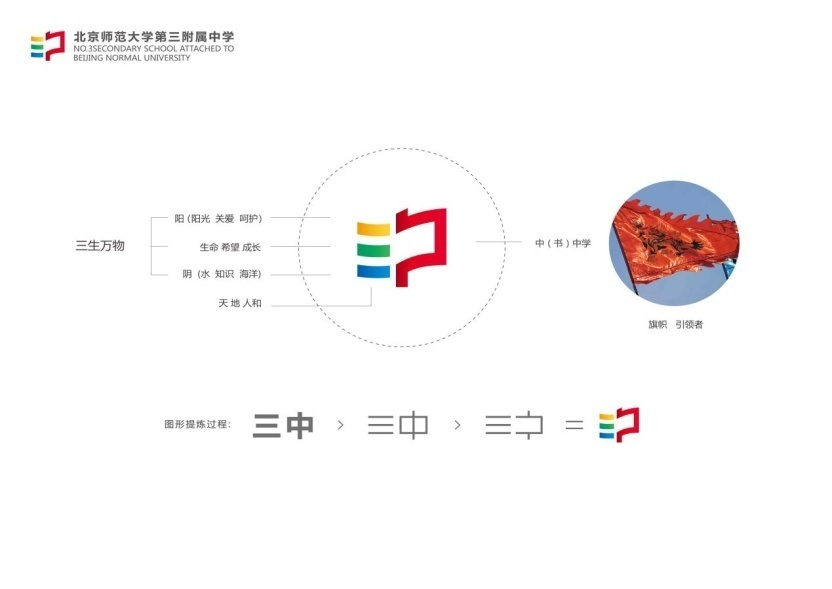 北京师范大学第三附属中学
NO.3SECONDARY SCHOOL ATTACHED TO
BEIJING NORMAL UNIVERSITY
三生万物
阳 (阳光 关爱 呵护)
生命 希望 成长
阴 (水 知识 海洋)
天 地 人和
中 ( 书 ) 中学
旗帜 引领者
图形提炼过程: 三中 > 三中 > 三中 =